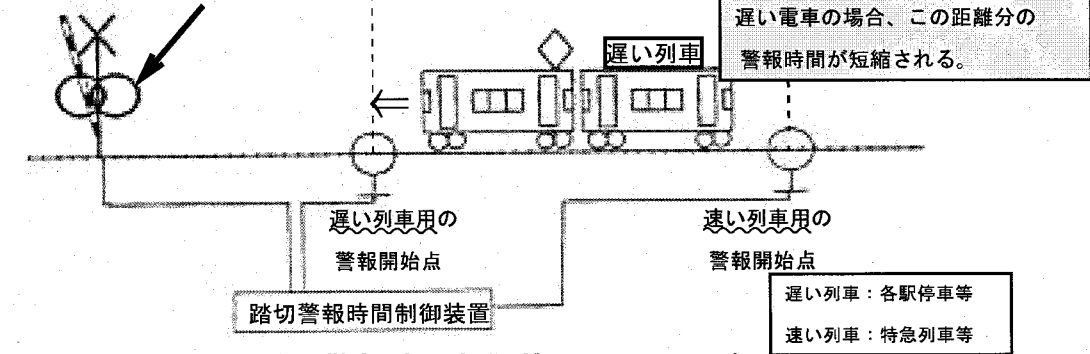 遅い電車の場合、この距離分の
警報時間が短縮される。
遅い列車
遅い列車用の
警報開始点
速い列車用の
警報開始点
踏切警報時間制御装置
遅い列車：各駅停車等
速い列車：特急列車等